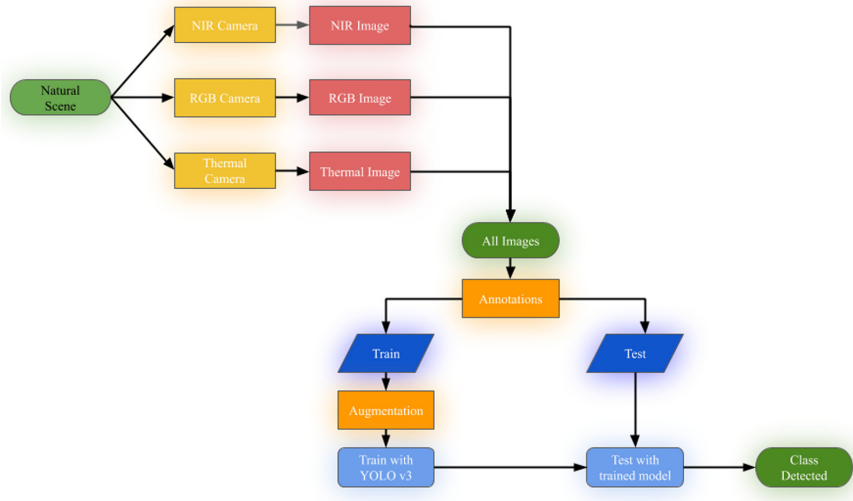 NIR Camera
NIR Image
Natural
Scene
RGB Camera
RGB Image
Thermal
Camera
Thermal Image
All Images
Annotations
Train
Test
Augmentation
Train with
YOLO v3
Test with
trained model
Class
Detected